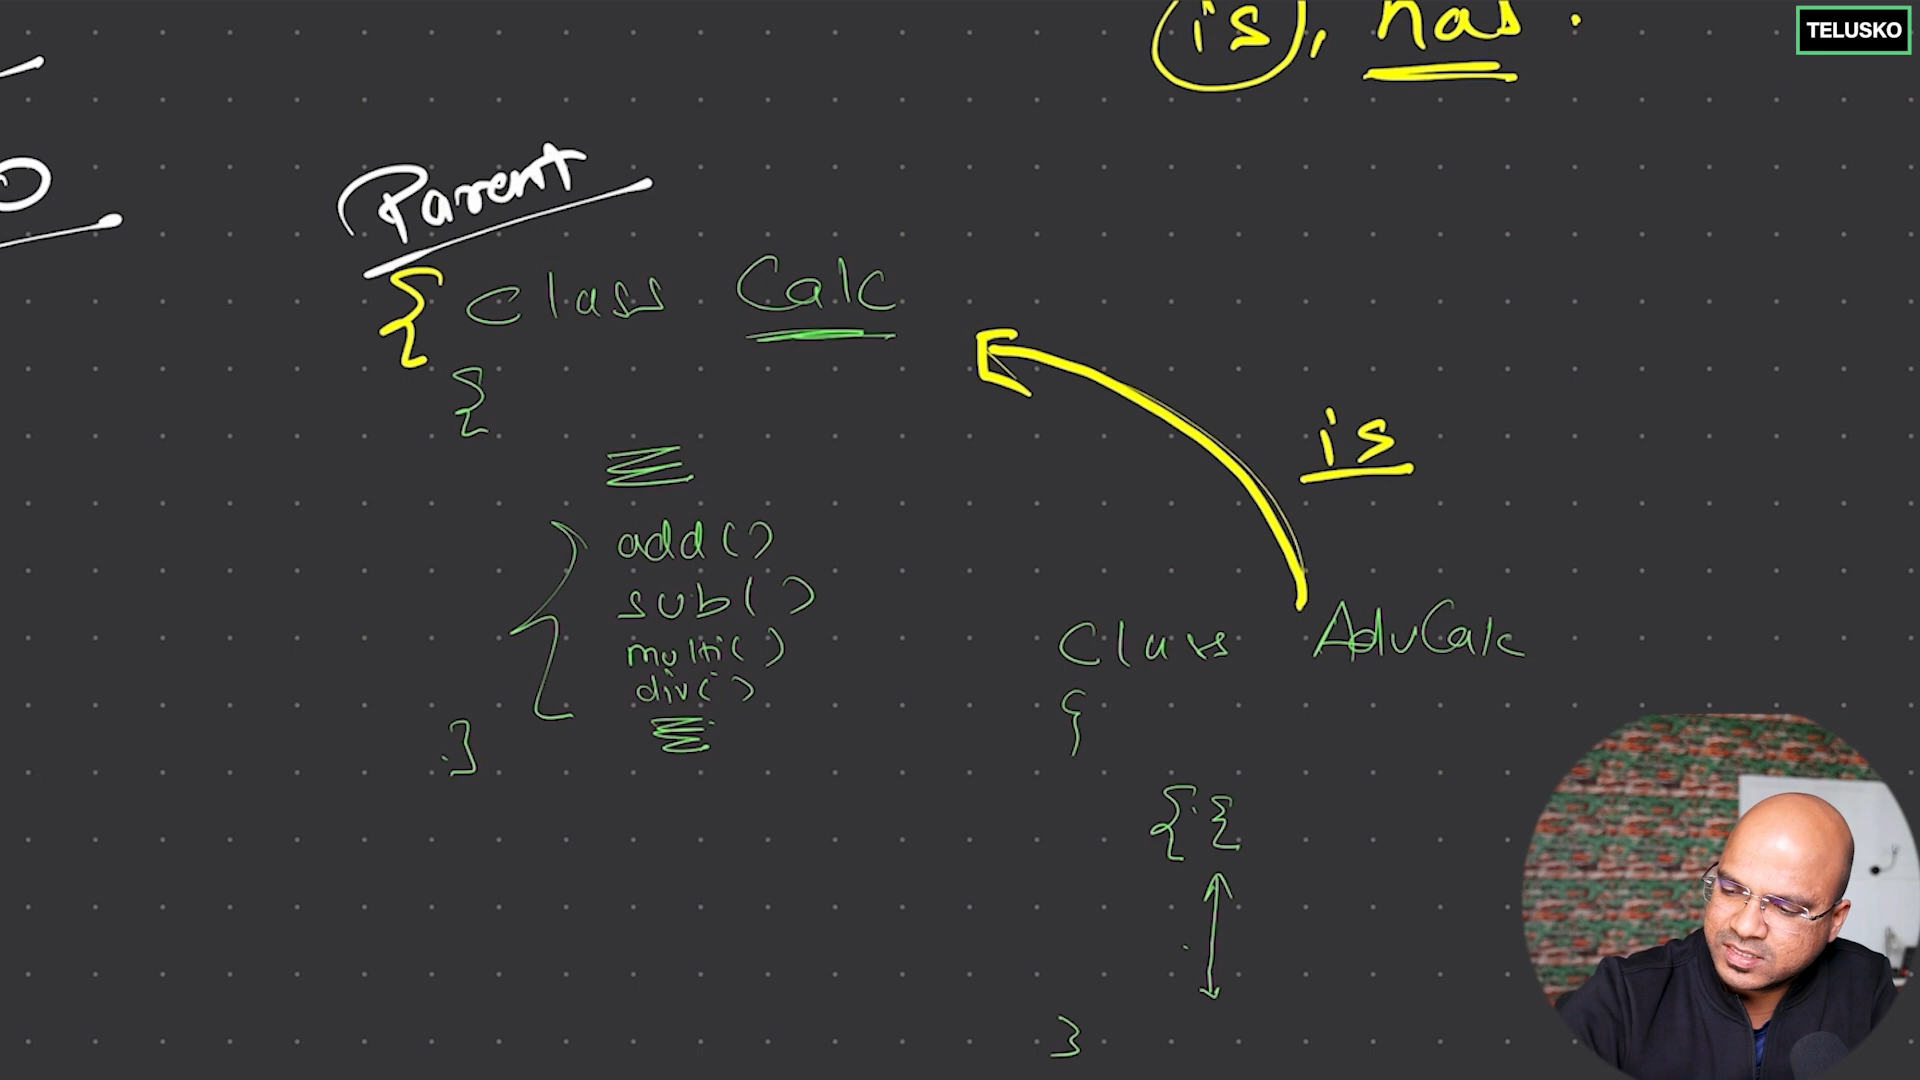 is, has
TELUSKO
Parent
{ class Calc
{
add()
sub()
multi()
div()
}
is
Class AdvCalc
{
{ {
}